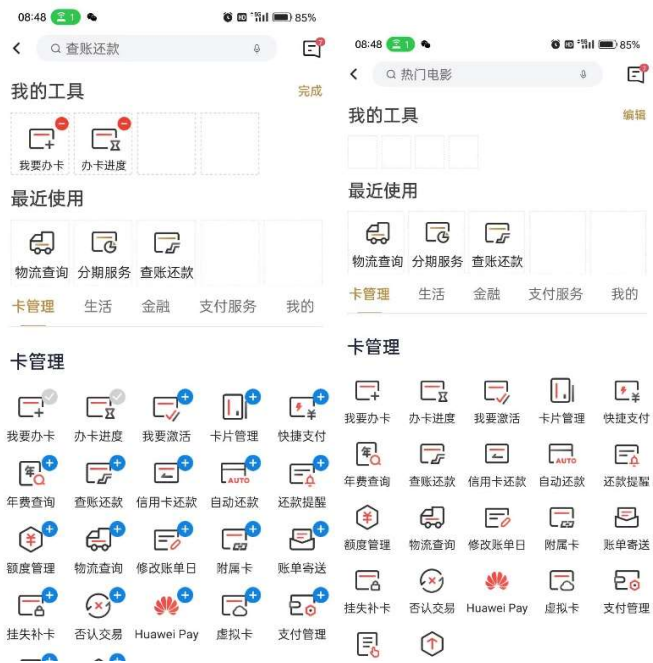 08:48
1
85%
查账还款
我的工具
完成
我要办卡
办卡进度
最近使用
物流查询
分期服务
查账还款
卡管理
生活
金融
支付服务
我的
卡管理
我要办卡
办卡进度
我要激活
卡片管理
快捷支付
年费查询
查账还款
信用卡还款
AUTO
自动还款
还款提醒
额度管理
物流查询
修改账单日
附属卡
账单寄送
挂失补卡
否认交易
Huawei Pay
虚拟卡
支付管理
08:48
1
85%
热门电影
我的工具
编辑
最近使用
物流查询
分期服务
查账还款
卡管理
生活
金融
支付服务
我的
卡管理
我要办卡
办卡进度
我要激活
卡片管理
快捷支付
年费查询
查账还款
信用卡还款
AUTO
自动还款
还款提醒
额度管理
物流查询
修改账单日
附属卡
账单寄送
挂失补卡
否认交易
Huawei Pay
虚拟卡
支付管理